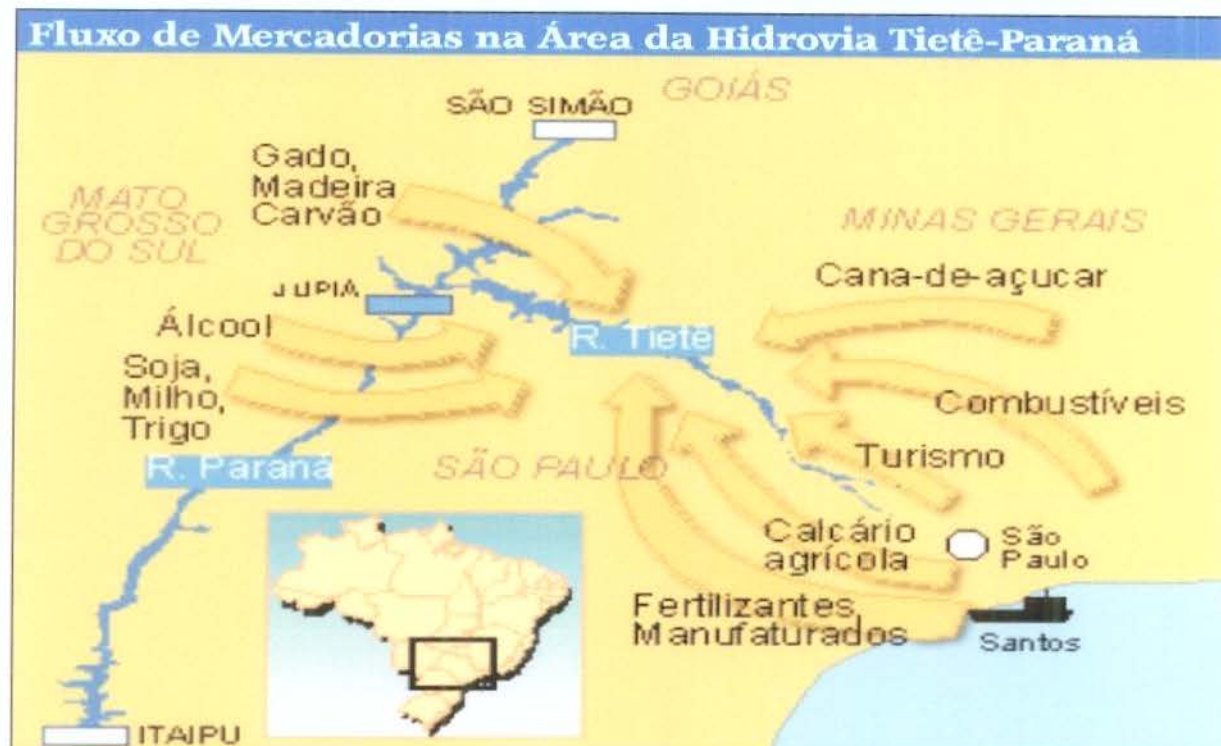 Fluxo de Mercadorias na Área da Hidrovia Tietê-Paraná
GOIÁS
SÃO SIMÃO
Gado,
Madeira
Carvão
MATO
GROSSO
DO SUL
MINAS GERAIS
Cana-de-açucar
JUPIÁ
Álcool
R. Tietê
Soja,
Milho,
Trigo
Combustíveis
R. Paraná
SÃO PAULO
Turismo
Calcário
agrícola
São
Paulo
Fertilizantes,
Manufaturados
Santos
ITAIPU